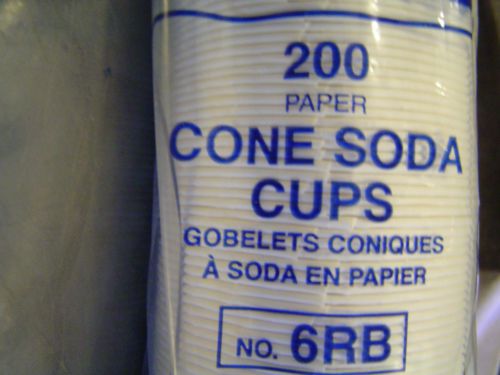 200
PAPER
CONE SODA
CUPS
GOBELETS CONIQUES
À SODA EN PAPIER
NO. 6RB